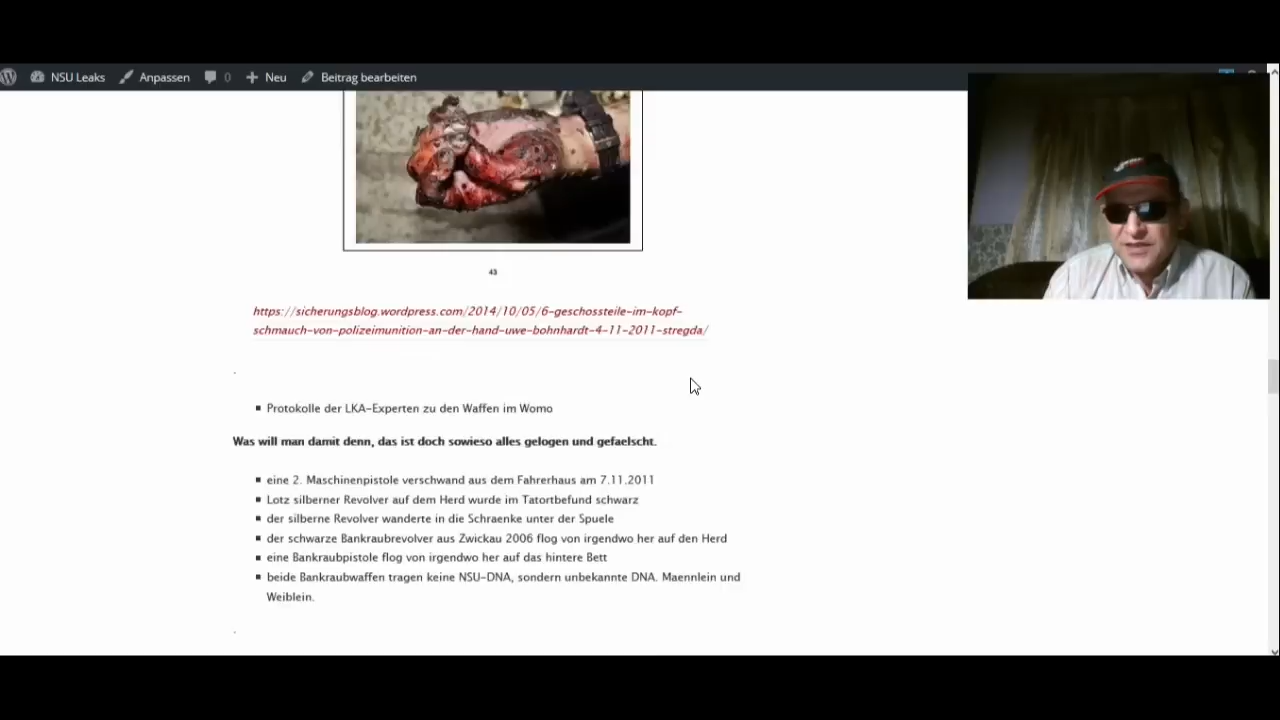 NSU Leaks Anpassen 0 Neu Beitrag bearbeiten
43
https://sicherungsblog.wordpress.com/2014/10/05/6-geschossteile-im-kopf-
schmauch-von-polizeimunition-an-der-hand-uwe-bohnhardt-4-11-2011-stregda/
.
▪ Protokolle der LKA-Experten zu den Waffen im Womo
Was will man damit denn, das ist doch sowieso alles gelogen und gefaelscht.
▪ eine 2. Maschinenpistole verschwand aus dem Fahrerhaus am 7.11.2011
▪ Lotz silberner Revolver auf dem Herd wurde im Tatortbefund schwarz
▪ der silberne Revolver wanderte in die Schraenke unter der Spuele
▪ der schwarze Bankraubrevolver aus Zwickau 2006 flog von irgendwo her auf den Herd
▪ eine Bankraubpistole flog von irgendwo her auf das hintere Bett
▪ beide Bankraubwaffen tragen keine NSU-DNA, sondern unbekannte DNA. Maennlein und
Weiblein.
.